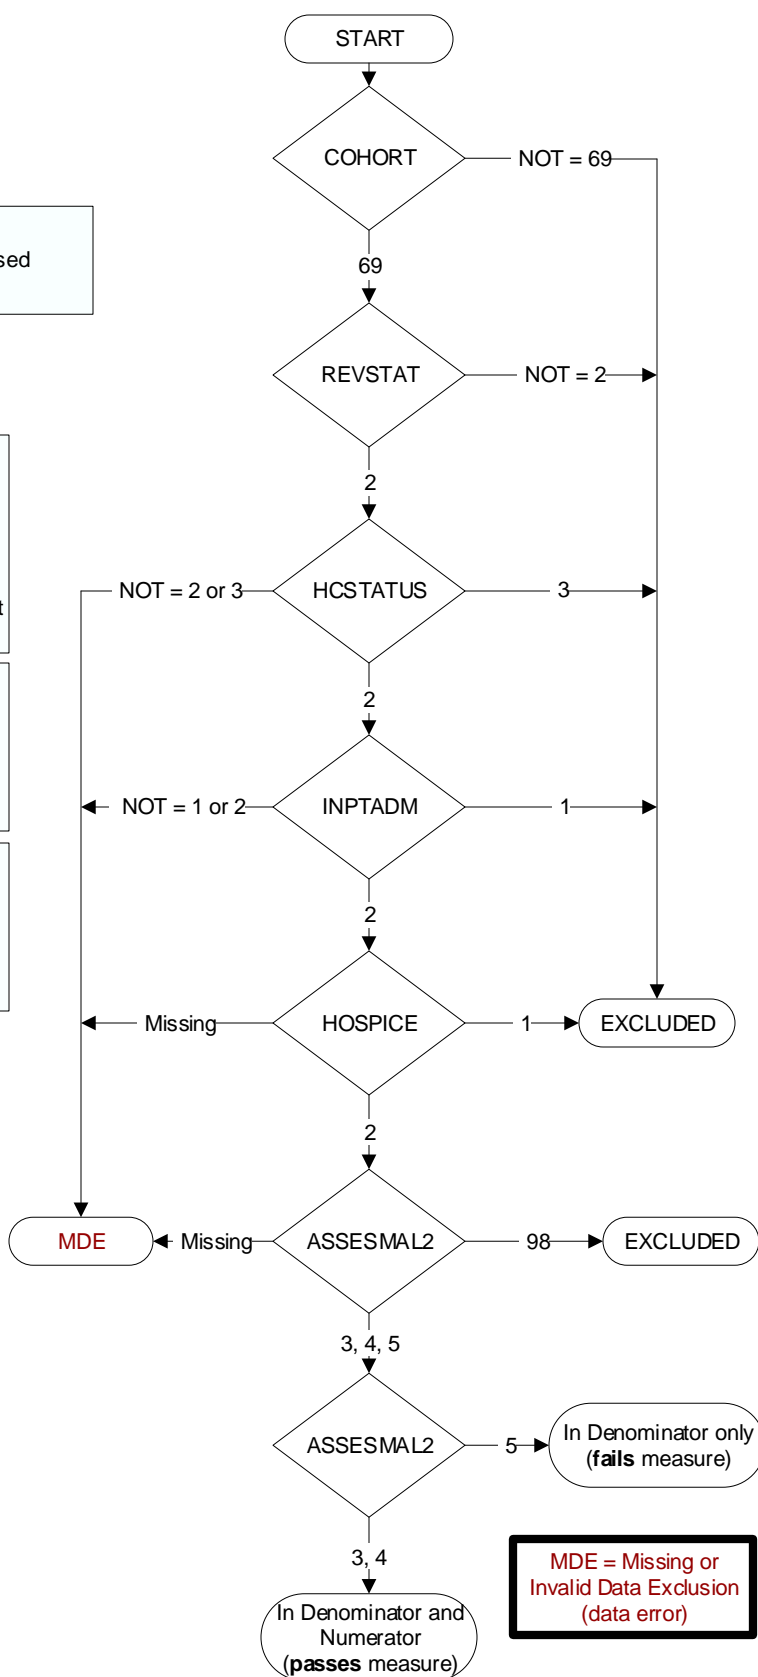 START
COHORT
NOT = 69
69
sed
REVSTAT
NOT = 2
2
NOT = 2 or 3
HCSTATUS
3
t
2
NOT = 1 or 2
INPTADM
1
2
Missing
HOSPICE
1
EXCLUDED
2
MDE
Missing
ASSESMAL2
98
EXCLUDED
3, 4, 5
ASSESMAL2
5
In Denominator only
(fails measure)
3, 4
MDE = Missing or
Invalid Data Exclusion
(data error)
In Denominator and
Numerator
(passes measure)